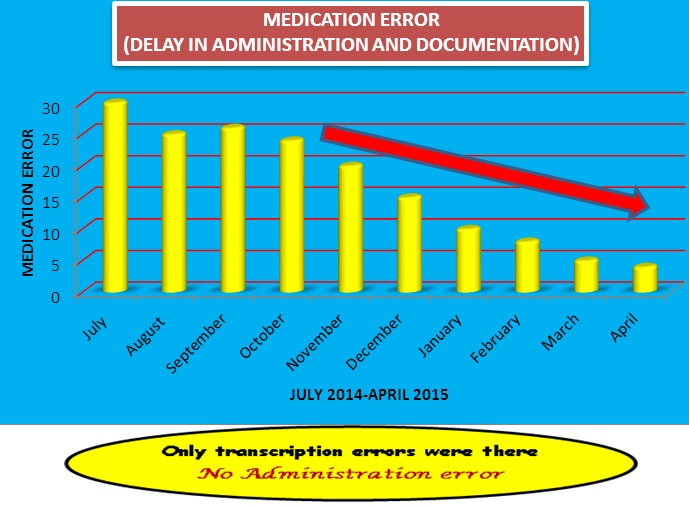 MEDICATION ERROR
(DELAY IN ADMINISTRATION AND DOCUMENTATION)
MEDICATION ERROR
30
25
20
15
10
5
0
July
August
September
October
November
December
January
February
March
April
JULY 2014-APRIL 2015
Only transcription errors were there
No Administration error